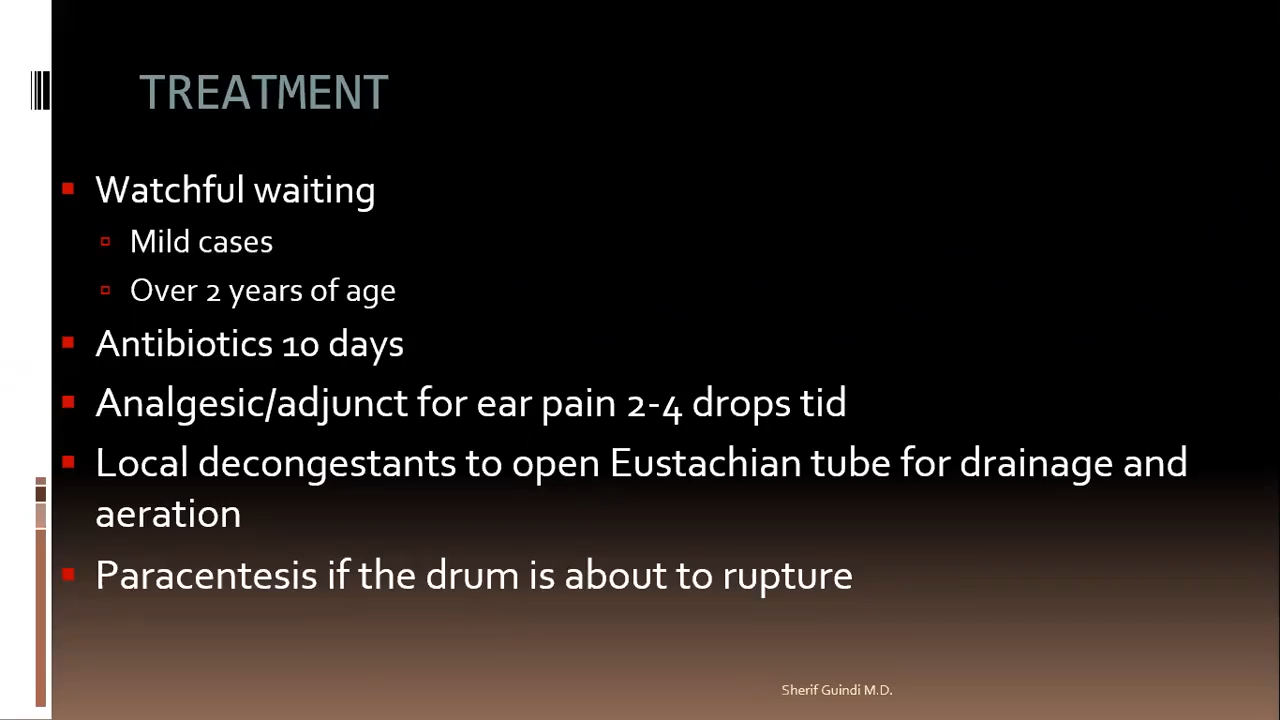 TREATMENT
Watchful waiting
Mild cases
Over 2 years of age
Antibiotics 10 days
Analgesic/adjunct for ear pain 2-4 drops tid
Local decongestants to open Eustachian tube for drainage and
aeration
Paracentesis if the drum is about to rupture
Sherif Guindi M.D.